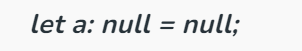 let a: null = null;